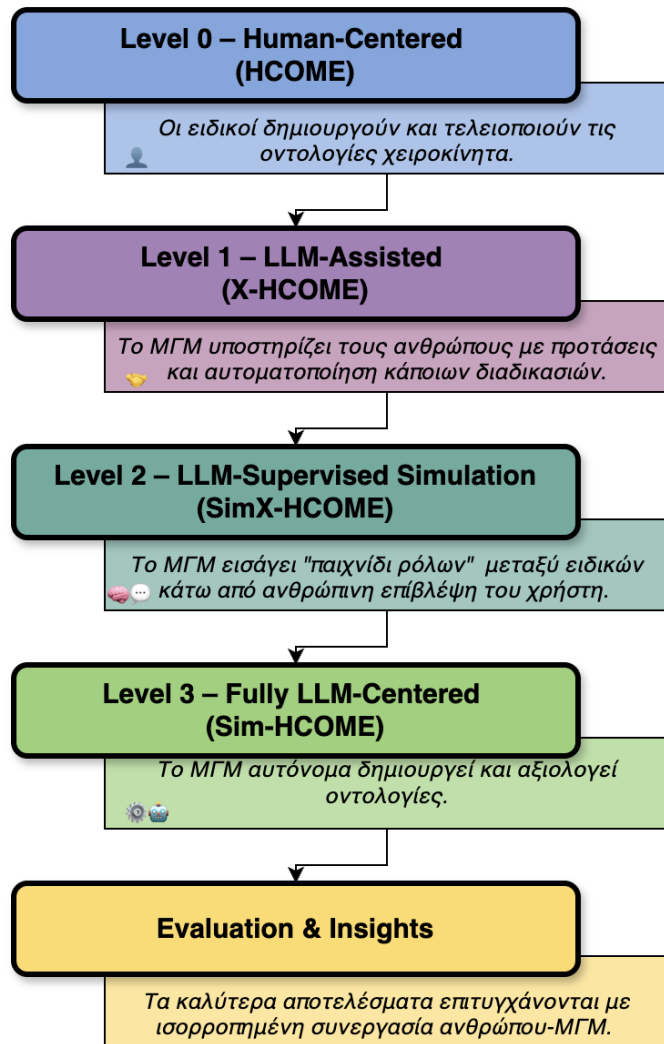 Level 0 – Human-Centered
(HCOME)
Οι ειδικοί δημιουργούν και τελειοποιούν τις
οντολογίες χειροκίνητα.
Level 1 – LLM-Assisted
(X-HCOME)
Το ΜΓΜ υποστηρίζει τους ανθρώπους με προτάσεις
και αυτοματοποίηση κάποιων διαδικασιών.
Level 2 – LLM-Supervised Simulation
(SimX-HCOME)
Το ΜΓΜ εισάγει "παιχνίδι ρόλων" μεταξύ ειδικών
κάτω από ανθρώπινη επίβλέψη του χρήστη.
Level 3 – Fully LLM-Centered
(Sim-HCOME)
Το ΜΓΜ αυτόνομα δημιουργεί και αξιολογεί
οντολογίες.
Evaluation & Insights
Τα καλύτερα αποτελέσματα επιτυγχάνονται με
ισορροπημένη συνεργασία ανθρώπου-ΜΓΜ.